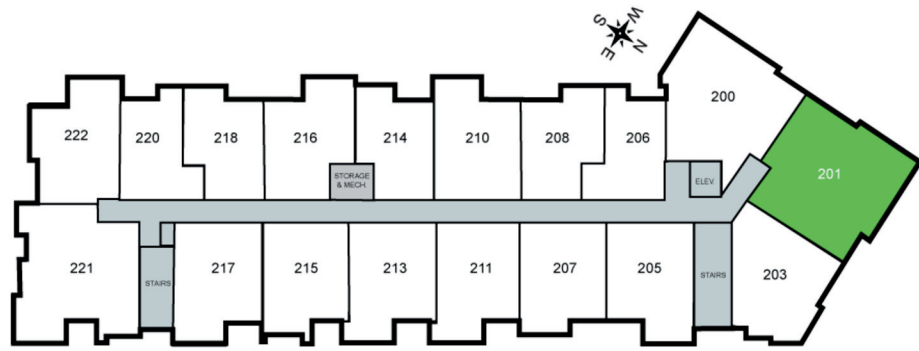 W
S
N
E
200
201
222
220
218
216
214
210
208
206
STORAGE
& MECH.
ELEV.
221
217
215
213
211
207
205
203
STAIRS
STAIRS